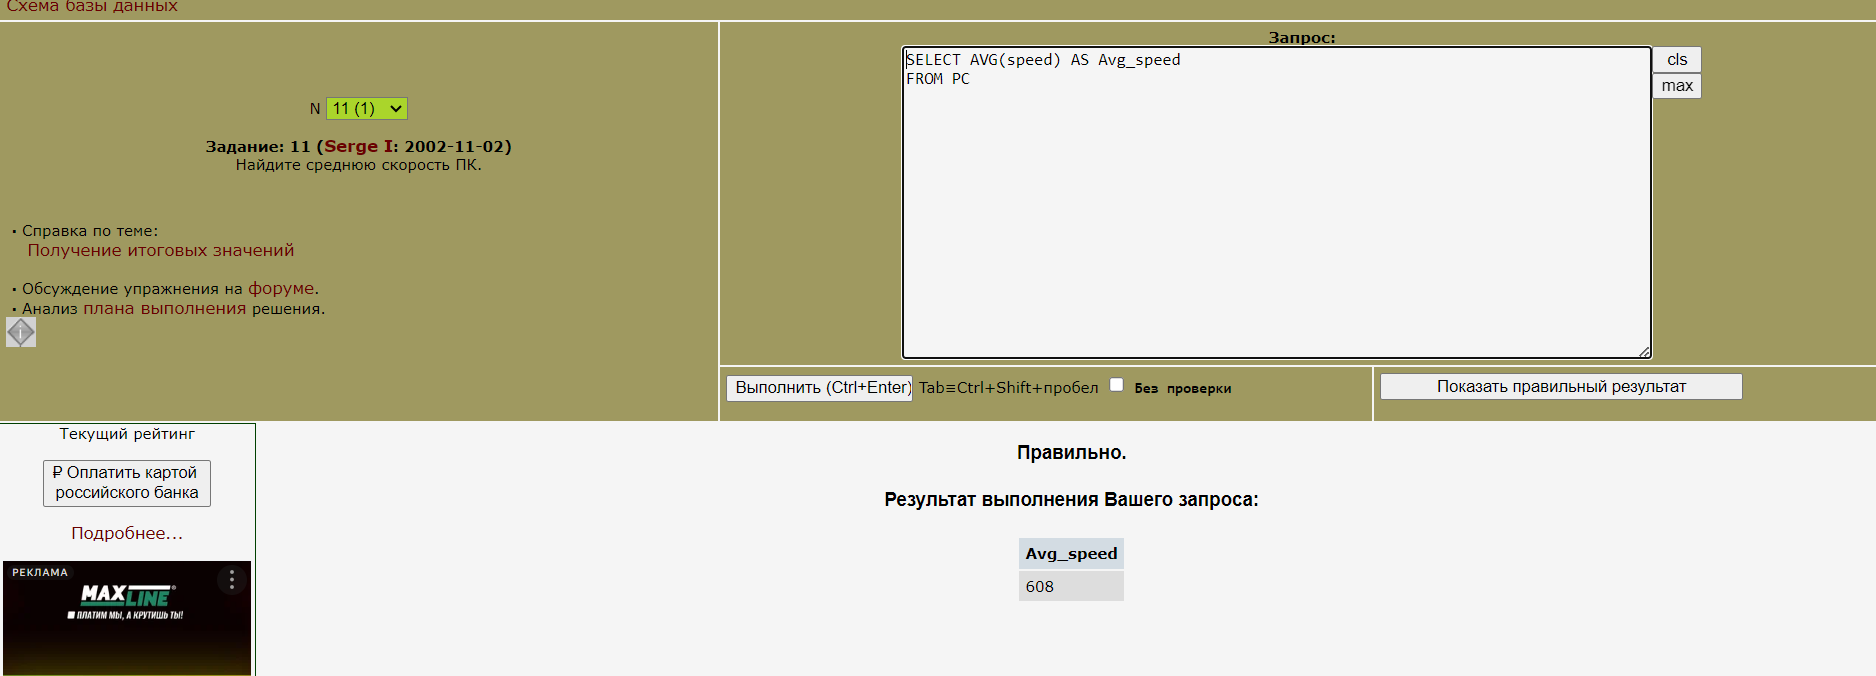 Схема базы данных
N 11 (1)
Задание: 11 (Serge I: 2002-11-02)
Найдите среднюю скорость ПК.
· Справка по теме:
Получение итоговых значений
· Обсуждение упражнения на форуме.
· Анализ плана выполнения решения.
Запрос:
SELECT AVG(speed) AS Avg_speed
FROM PC
cls
max
Выполнить (Ctrl+Enter) Tab≡Ctrl+Shift+пробел Без проверки
Показать правильный результат
Текущий рейтинг
₽ Оплатить картой
российского банка
Подробнее...
РЕКЛАМА
MAXLINE
ПЛАТИМ МЫ, А КРУТИШЬ ТЫ!
Правильно.
Результат выполнения Вашего запроса:
Avg_speed
608